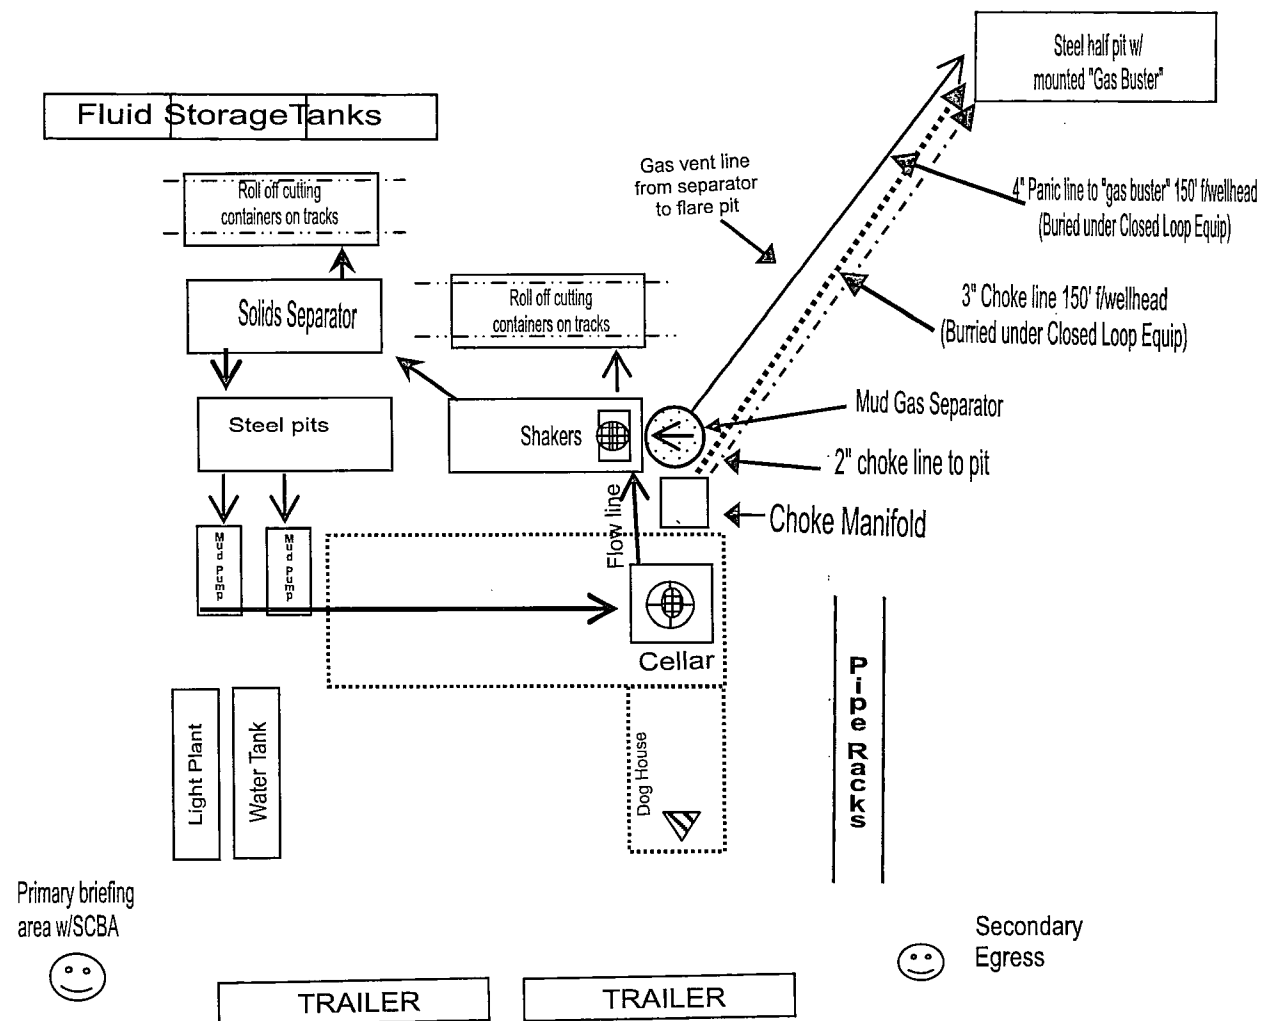 Steel half pit w/
mounted "Gas Buster"
Fluid StorageTanks
Gas vent line
from separator
to flare pit
Roll off cutting
containers on tracks
4" Panic line to "gas buster" 150' f/wellhead
(Buried under Closed Loop Equip)
Solids Separator
Roll off cutting
containers on tracks
3" Choke line 150' f/wellhead
(Burried under Closed Loop Equip)
Steel pits
Shakers
Mud Gas Separator
2" choke line to pit
Flow line
Choke Manifold
Mud Pump
Mud Pump
Cellar
Pipe Racks
Light Plant
Water Tank
Dog House
Primary briefing
area w/SCBA
Secondary
Egress
TRAILER
TRAILER